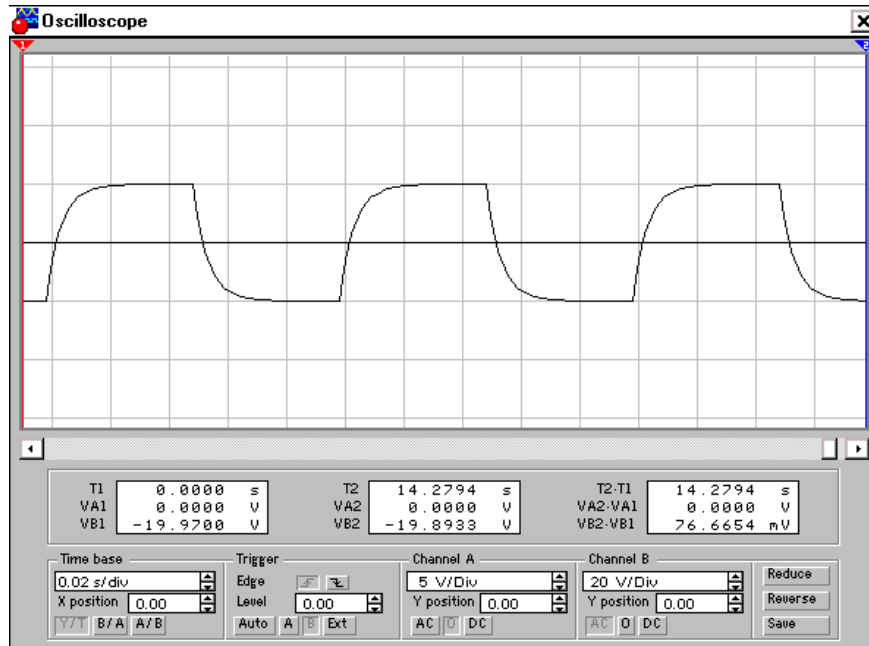 Oscilloscope
1
2
T1 0.0000 s T2 14.2794 s T2-T1 14.2794 s
VA1 0.0000 V VA2 0.0000 V VA2-VA1 0.0000 V
VB1 -19.9700 V VB2 -19.8933 V VB2-VB1 76.6654 mV
Time base Trigger Channel A Channel B
0.02 s/div Edge 5 V/Div 20 V/Div Reduce
X position 0.00 Level 0.00 Y position 0.00 Y position 0.00 Reverse
Y/T B/A A/B Auto A B Ext AC 0 DC AC 0 DC Save